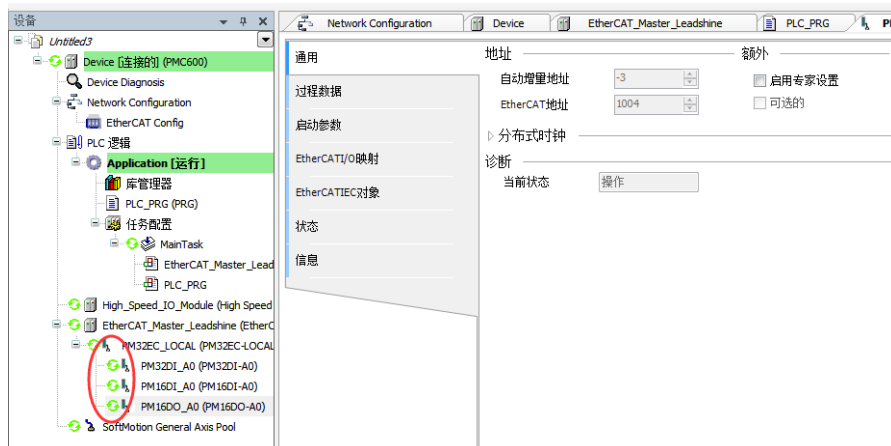 设备
Untitled3
Device [连接的] (PMC600)
Device Diagnosis
Network Configuration
EtherCAT Config
PLC 逻辑
Application [运行]
库管理器
PLC_PRG (PRG)
任务配置
MainTask
EtherCAT_Master_Lead
PLC_PRG
High_Speed_IO_Module (High Speed
EtherCAT_Master_Leadshine (EtherC
PM32EC_LOCAL (PM32EC-LOCAL
PM32DI_A0 (PM32DI-A0)
PM16DI_A0 (PM16DI-A0)
PM16DO_A0 (PM16DO-A0)
SoftMotion General Axis Pool
Network Configuration
Device
EtherCAT_Master_Leadshine
PLC_PRG
通用
过程数据
启动参数
EtherCATI/O映射
EtherCATIEC对象
状态
信息
地址
额外
自动增量地址
-3
启用专家设置
EtherCAT地址
1004
可选的
分布式时钟
诊断
当前状态
操作